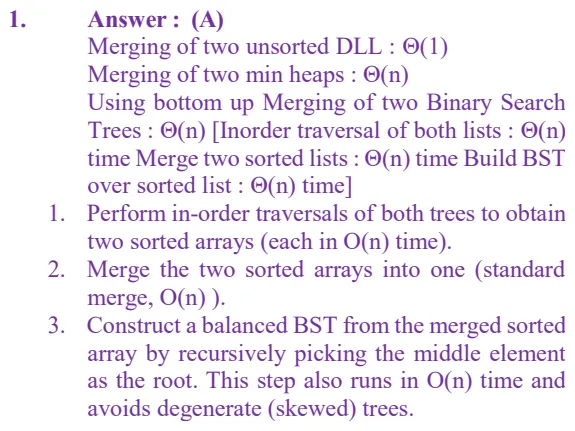 1. Answer : (A)
Merging of two unsorted DLL : Θ(1)
Merging of two min heaps : Θ(n)
Using bottom up Merging of two Binary Search
Trees : Θ(n) [Inorder traversal of both lists : Θ(n)
time Merge two sorted lists : Θ(n) time Build BST
over sorted list : Θ(n) time]
1. Perform in-order traversals of both trees to obtain
two sorted arrays (each in O(n) time).
2. Merge the two sorted arrays into one (standard
merge, O(n) ).
3. Construct a balanced BST from the merged sorted
array by recursively picking the middle element
as the root. This step also runs in O(n) time and
avoids degenerate (skewed) trees.